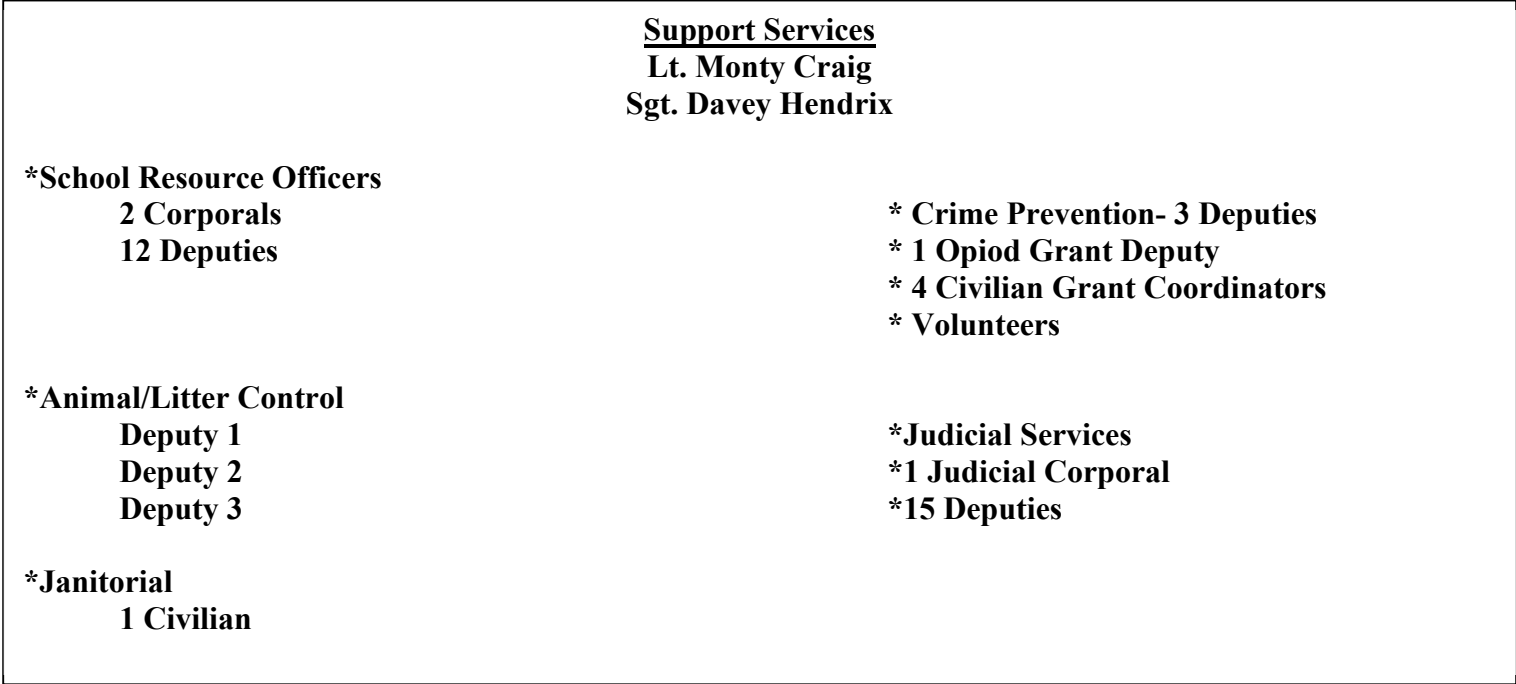 Support Services
Lt. Monty Craig
Sgt. Davey Hendrix
*School Resource Officers
2 Corporals
12 Deputies
* Crime Prevention- 3 Deputies
* 1 Opiod Grant Deputy
* 4 Civilian Grant Coordinators
* Volunteers
*Animal/Litter Control
Deputy 1
Deputy 2
Deputy 3
*Judicial Services
*1 Judicial Corporal
*15 Deputies
*Janitorial
1 Civilian